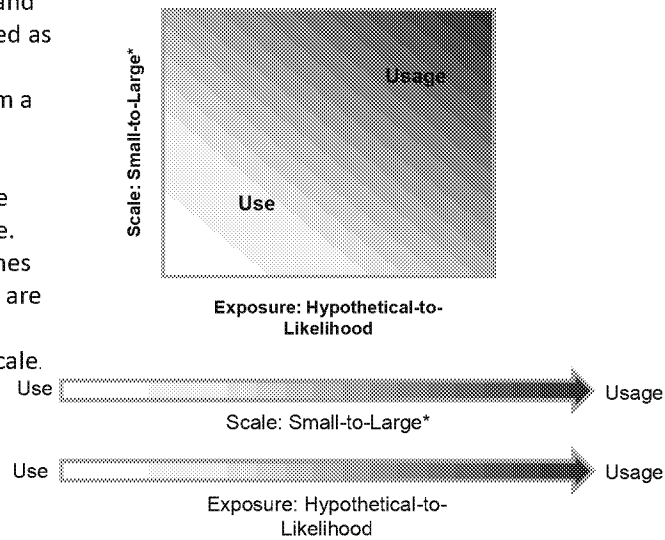 and
ed as
m a
e
e.
nes
are
cale.
Scale: Small-to-Large*
Usage
Use
Exposure: Hypothetical-to-
Likelihood
Use
Usage
Scale: Small-to-Large*
Use
Usage
Exposure: Hypothetical-to-
Likelihood